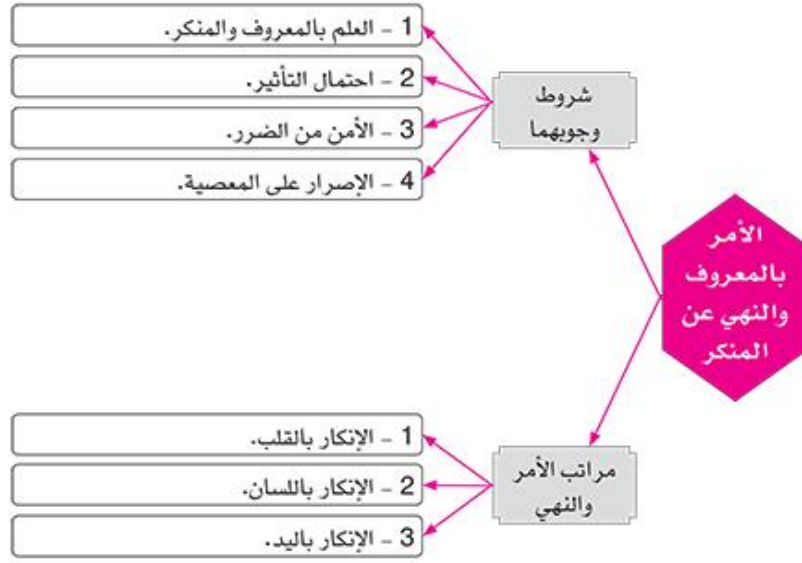 الأمر
بالمعروف
والنهي عن
المنكر
شروط
وجوبهما
1 - العلم بالمعروف والمنكر.
2 - احتمال التأثير.
3 - الأمن من الضرر.
4 - الإصرار على المعصية.
مراتب الأمر
والنهي
1 - الإنكار بالقلب.
2 - الإنكار باللسان.
3 - الإنكار باليد.